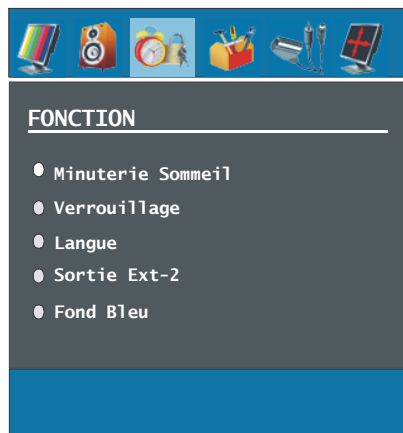 FONCTION
Minuterie Sommeil
Verrouillage
Langue
Sortie Ext-2
Fond Bleu